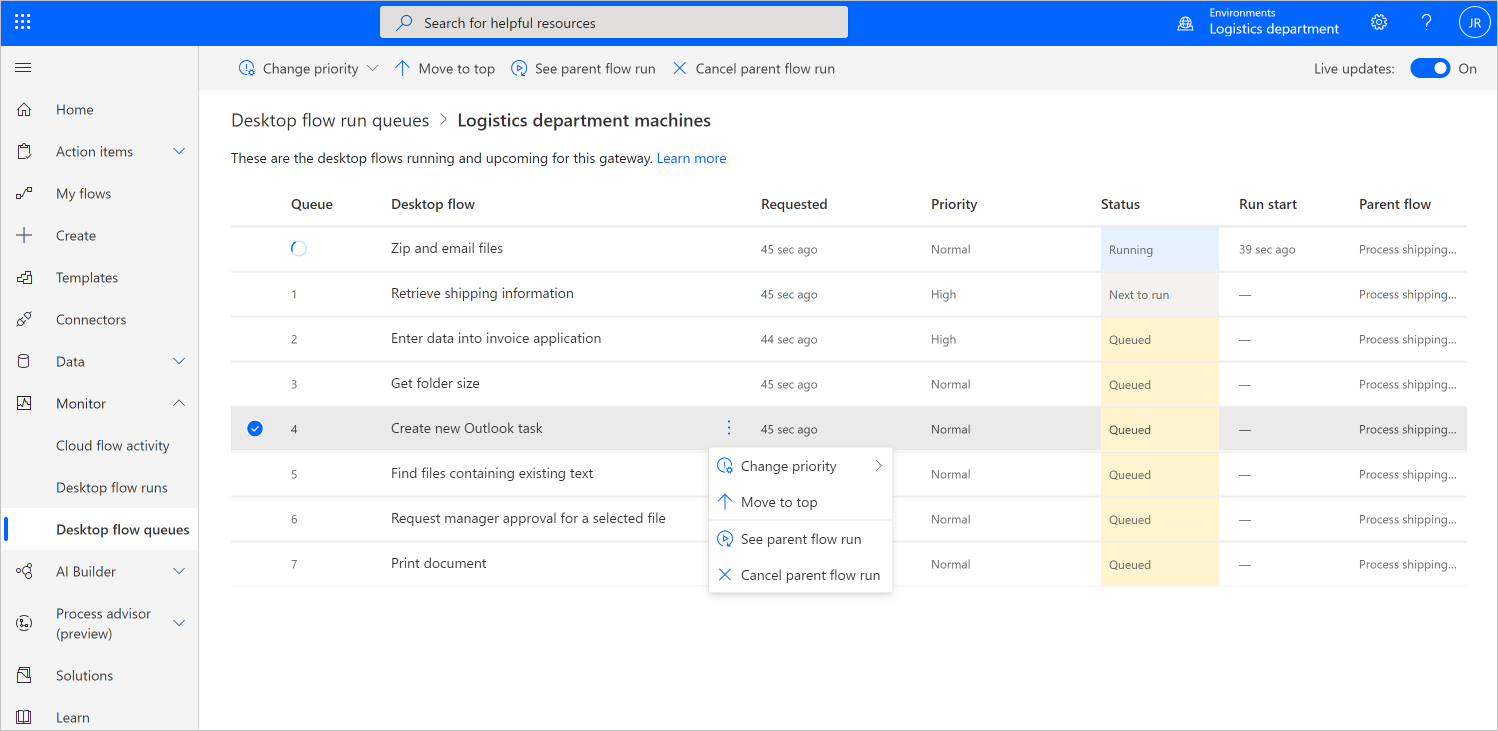 Search for helpful resources
Environments
Logistics department
?
JR
Change priority
Move to top
See parent flow run
Cancel parent flow run
Live updates:
On
Home
Action items
My flows
Create
Templates
Connectors
Data
Monitor
Cloud flow activity
Desktop flow runs
Desktop flow queues
AI Builder
Process advisor
(preview)
Solutions
Learn
Desktop flow run queues > Logistics department machines
These are the desktop flows running and upcoming for this gateway. Learn more
Queue Desktop flow Requested Priority Status Run start Parent flow
Zip and email files 45 sec ago Normal Running 39 sec ago Process shipping...
1 Retrieve shipping information 45 sec ago High Next to run — Process shipping...
2 Enter data into invoice application 44 sec ago High Queued — Process shipping...
3 Get folder size 45 sec ago Normal Queued — Process shipping...
4 Create new Outlook task 45 sec ago Normal Queued — Process shipping...
5 Find files containing existing text Normal Queued — Process shipping...
6 Request manager approval for a selected file Normal Queued — Process shipping...
7 Print document Normal Queued — Process shipping...
Change priority
Move to top
See parent flow run
Cancel parent flow run